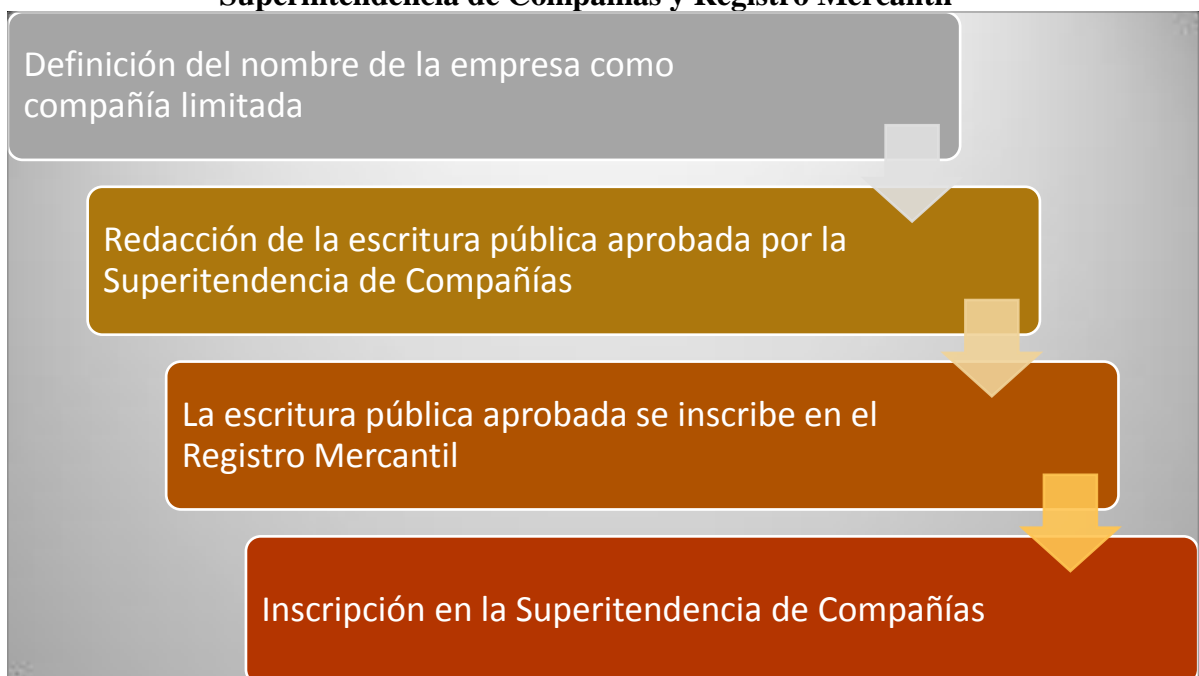 Superintendencia de Compañías y Registro Mercantil
Definición del nombre de la empresa como
compañía limitada
Redacción de la escritura pública aprobada por la
Superitendencia de Compañías
La escritura pública aprobada se inscribe en el
Registro Mercantil
Inscripción en la Superitendencia de Compañías